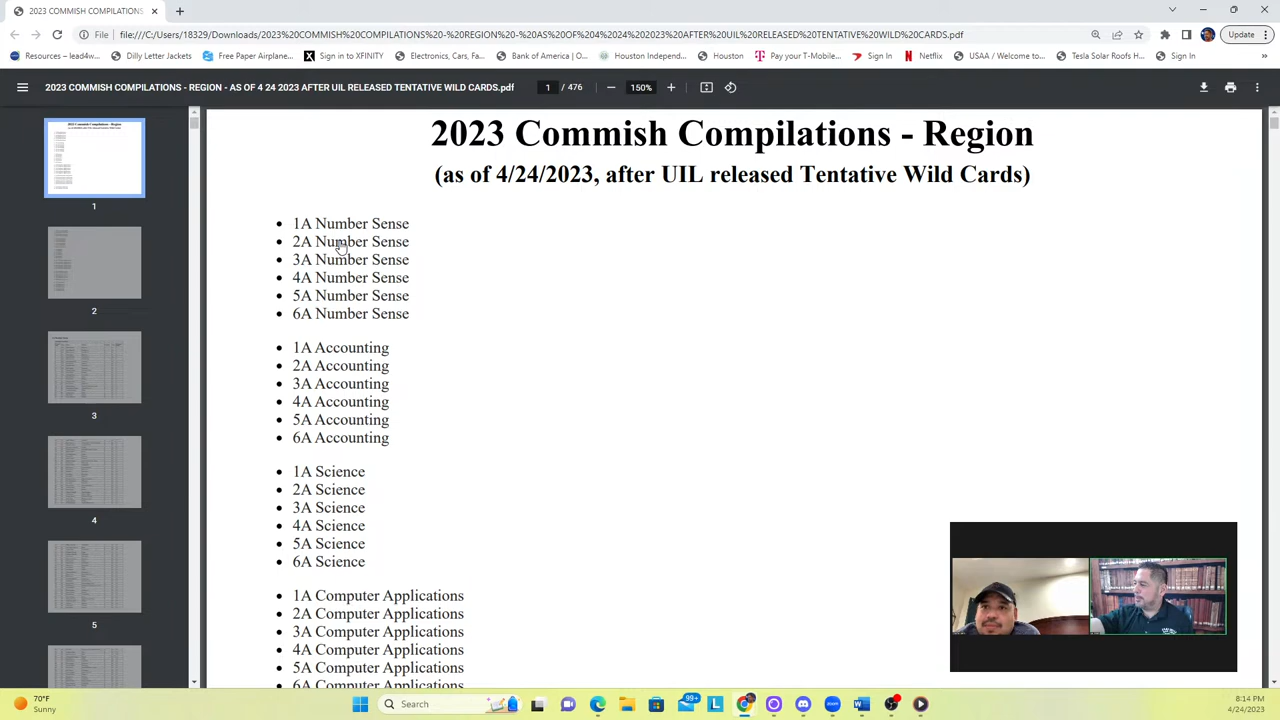 2023 COMMISH COMPILATIONS -
File
C:/Users/18329/Downloads/2023%20COMMISH%20COMPILATIONS%20-%20REGION%20-%20AS%20OF%204%2024%202023%20AFTER%20UIL%20RELEASED%20TENTATIVE%20WILD%20CARDS.pdf
Update
Resources – lead4w...
Dilly Letter Jackets
Free Paper Airplane...
Sign in to XFINITY
Electronics, Cars, Fa...
Bank of America | O...
Houston Independ...
Houston
Pay your T-Mobile...
Sign In
Netflix
USAA / Welcome to...
Tesla Solar Roofs Ho...
Sign In
2023 COMMISH COMPILATIONS - REGION - AS OF 4 24 2023 AFTER UIL RELEASED TENTATIVE WILD CARDS.pdf
1 / 476
150%
1
2
3
4
5
2023 Commish Compilations - Region
(as of 4/24/2023, after UIL released Tentative Wild Cards)
• 1A Number Sense
• 2A Number Sense
• 3A Number Sense
• 4A Number Sense
• 5A Number Sense
• 6A Number Sense
• 1A Accounting
• 2A Accounting
• 3A Accounting
• 4A Accounting
• 5A Accounting
• 6A Accounting
• 1A Science
• 2A Science
• 3A Science
• 4A Science
• 5A Science
• 6A Science
• 1A Computer Applications
• 2A Computer Applications
• 3A Computer Applications
• 4A Computer Applications
• 5A Computer Applications
• 6A Computer Applications
70°F
Sunny
Search
99+
zoom
8:14 PM
4/24/2023